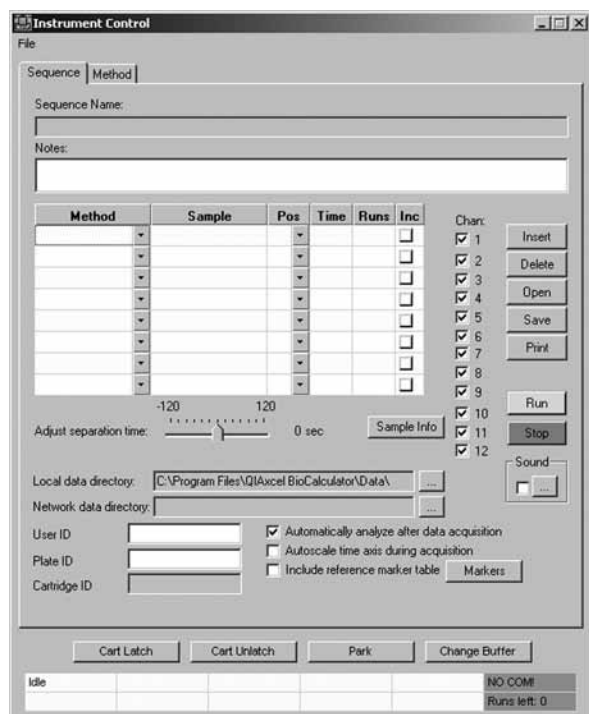 Instrument Control
File
Sequence Method
Sequence Name:
Notes:
Method Sample Pos Time Runs Inc
Chan:
1
2
3
4
5
6
7
8
9
10
11
12
Insert
Delete
Open
Save
Print
Run
Stop
Sound
...
-120 120
Adjust separation time: 0 sec Sample Info
Local data directory: C:\Program Files\QIAxcel BioCalculator\Data\ ...
Network data directory: ...
User ID
Plate ID
Cartridge ID
Automatically analyze after data acquisition
Autoscale time axis during acquisition
Include reference marker table Markers
Cart Latch Cart Unlatch Park Change Buffer
Idle NO COM!
Runs left: 0